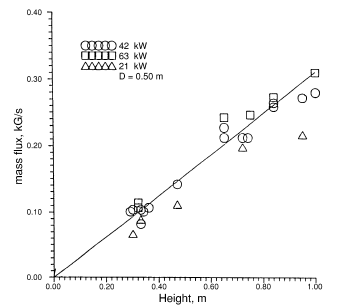 0.40
42 kW
63 kW
21 kW
D = 0.50 m
0.30
mass flux, kG/s
0.20
0.10
0.00
0.00 0.20 0.40 0.60 0.80 1.00
Height, m